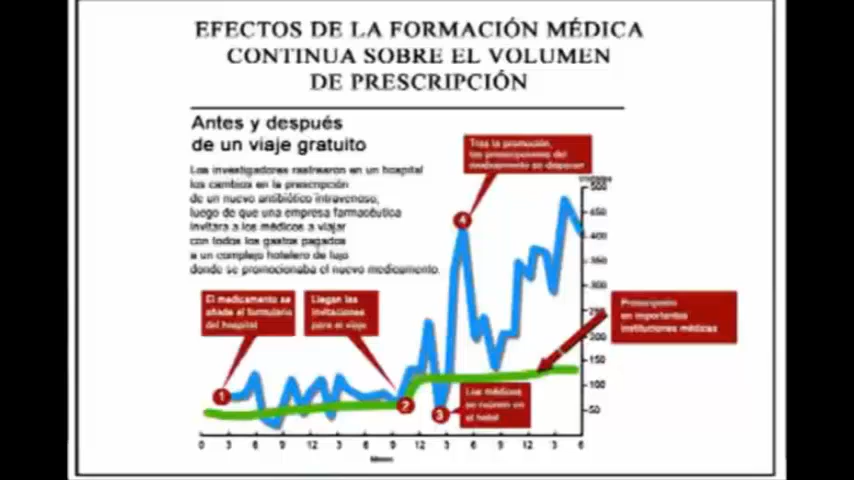 EFECTOS DE LA FORMACIÓN MÉDICA
CONTINUA SOBRE EL VOLUMEN
DE PRESCRIPCIÓN
Antes y después
de un viaje gratuito
Los investigadores rastrearon en un hospital
los cambios en la prescripción
de un nuevo antibiótico intravenoso,
luego de que una empresa farmacéutica
invitara a los médicos a viajar
con todos los gastos pagados
a un complejo hotelero de lujo
donde se promocionaba el nuevo medicamento.
Tras la promoción,
las prescripciones del
medicamento se disparan
El medicamento se
añade al formulario
del hospital
Llegan las
invitaciones
para el viaje
Prescripción
en importantes
instituciones médicas
Los médicos
se reúnen en
el hotel
1
2
3
4
500
450
400
350
300
250
200
150
100
50
0 3 6 9 12 3 6 9 12 3 6 9 12 3 6
Meses